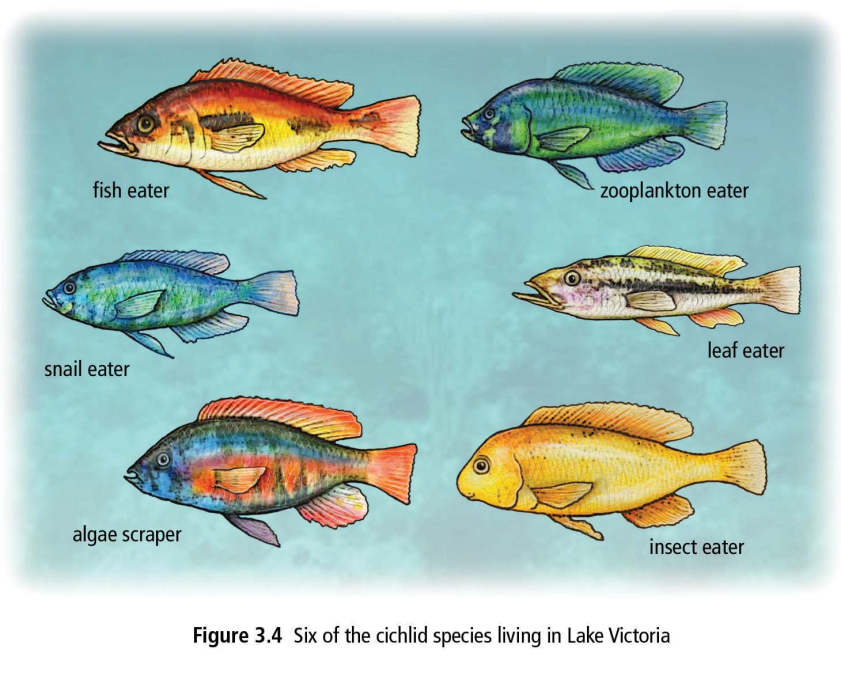 fish eater
zooplankton eater
snail eater
leaf eater
algae scraper
insect eater
Figure 3.4 Six of the cichlid species living in Lake Victoria